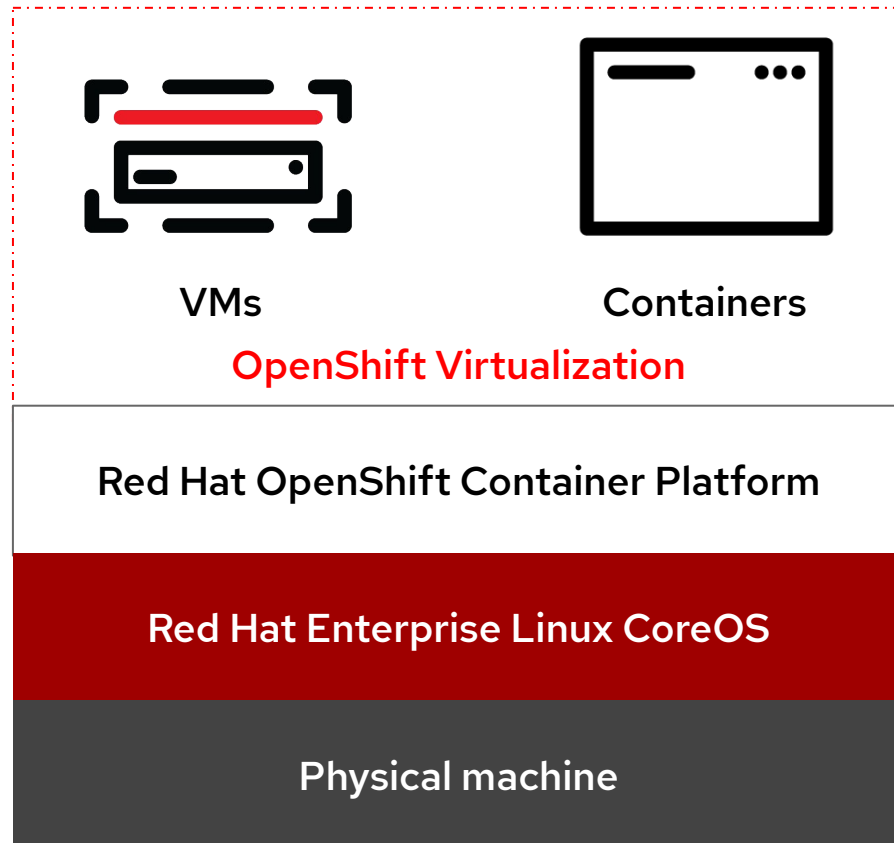 VMs
Containers
OpenShift Virtualization
Red Hat OpenShift Container Platform
Red Hat Enterprise Linux CoreOS
Physical machine